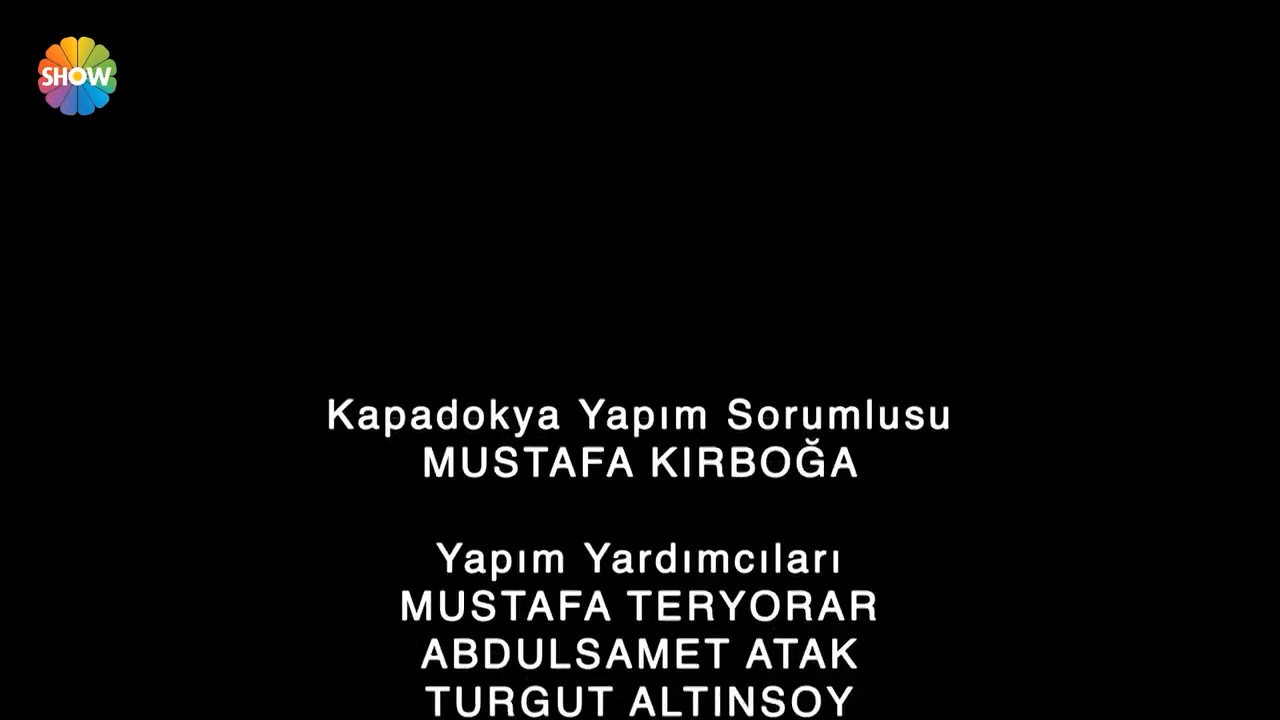 SHOW
Kapadokya Yapım Sorumlusu
MUSTAFA KIRBOĞA
Yapım Yardımcıları
MUSTAFA TERYORAR
ABDULSAMET ATAK
TURGUT ALTINSOY